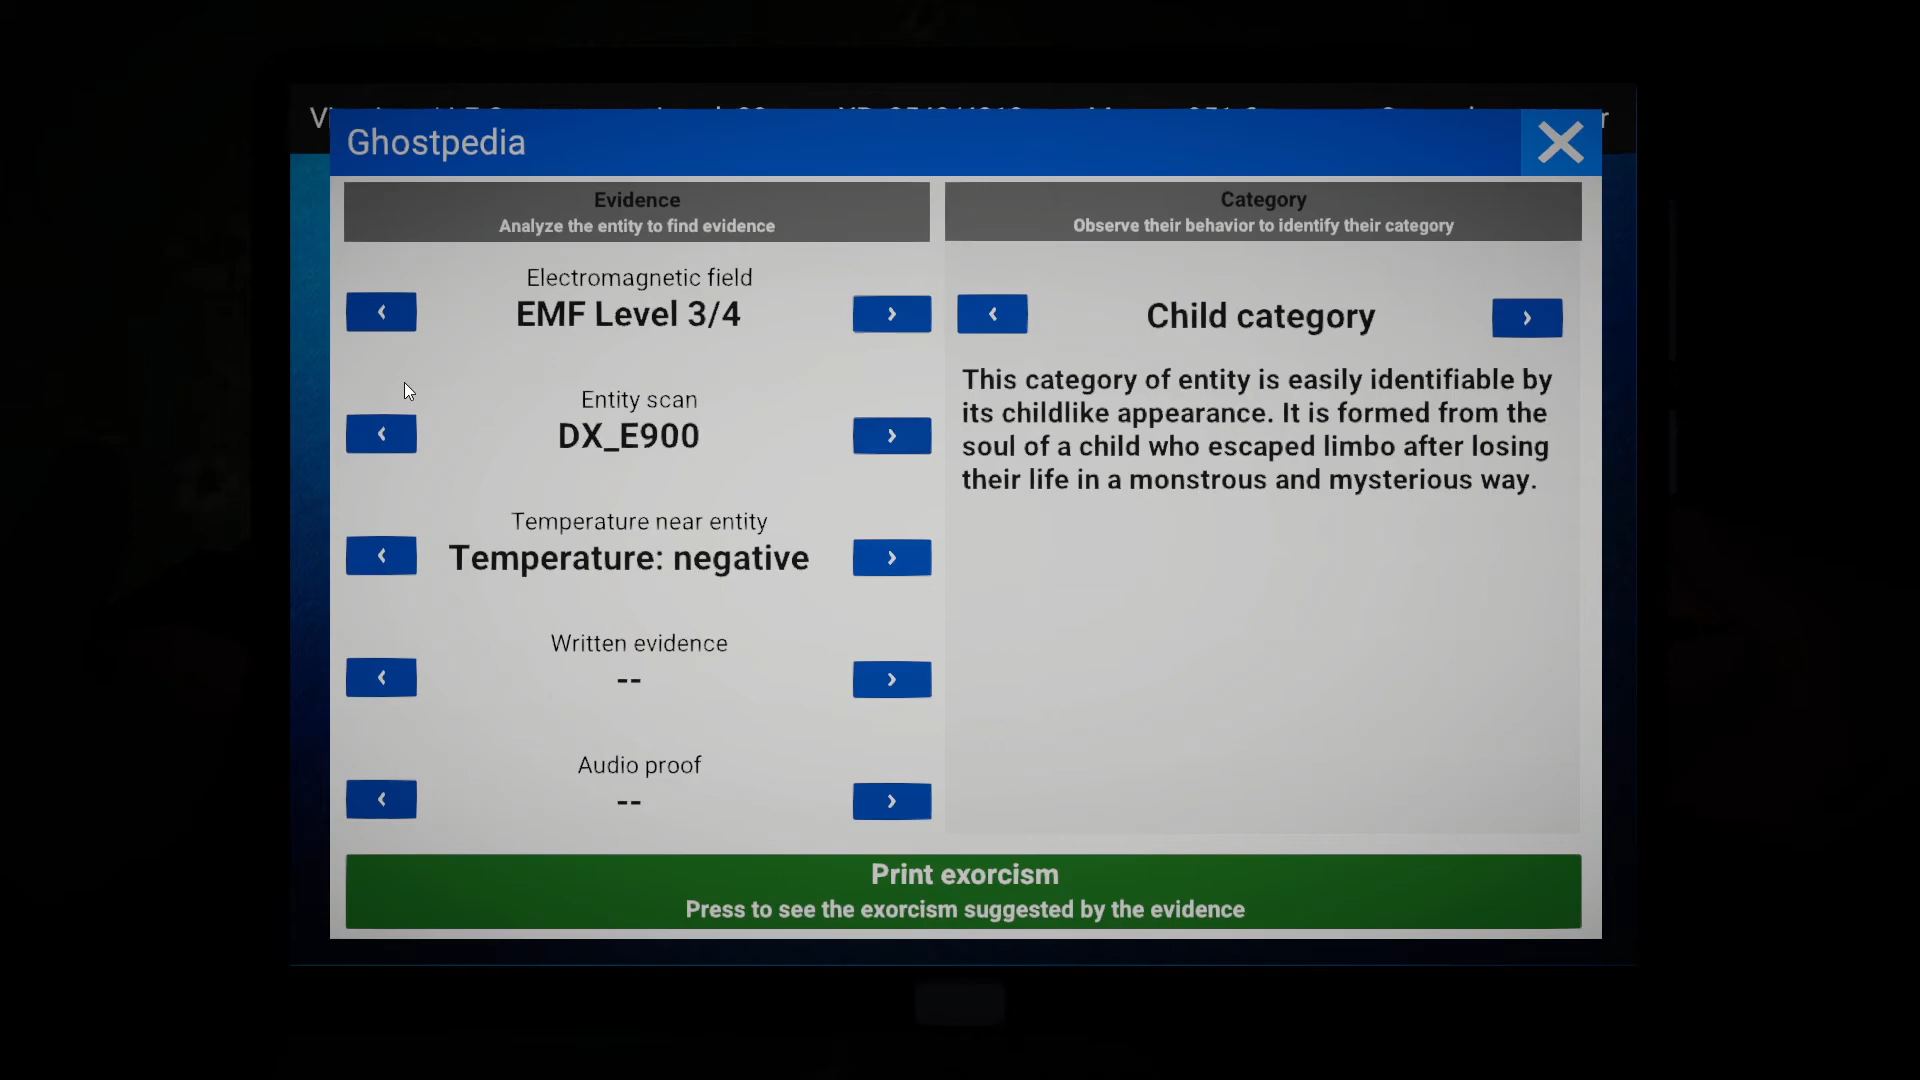 Ghostpedia
Evidence
Analyze the entity to find evidence
Electromagnetic field
‹ EMF Level 3/4 ›
Entity scan
‹ DX_E900 ›
Temperature near entity
‹ Temperature: negative ›
Written evidence
‹ -- ›
Audio proof
‹ -- ›
Category
Observe their behavior to identify their category
‹ Child category ›
This category of entity is easily identifiable by
its childlike appearance. It is formed from the
soul of a child who escaped limbo after losing
their life in a monstrous and mysterious way.
Print exorcism
Press to see the exorcism suggested by the evidence